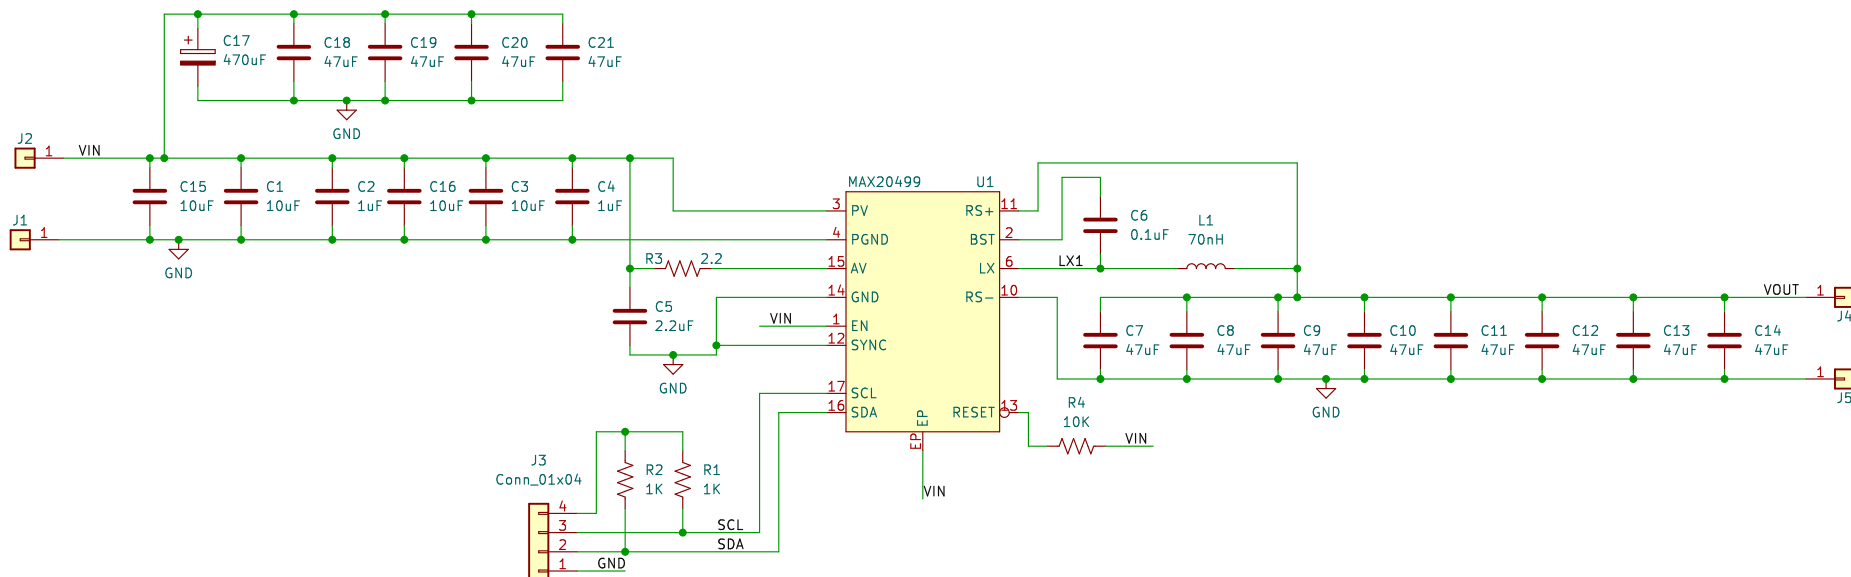 +
C17
470uF
C18
47uF
C19
47uF
C20
47uF
C21
47uF
GND
J2
1
VIN
C15
10uF
C1
10uF
C2
1uF
C16
10uF
C3
10uF
C4
1uF
J1
1
GND
MAX20499
U1
3
PV
4
PGND
15
AV
14
GND
1
EN
12
SYNC
17
SCL
16
SDA
RS+
11
BST
2
LX
6
RS-
10
RESET
13
EP
EP
VIN
R3
2.2
C5
2.2uF
VIN
GND
C6
0.1uF
L1
70nH
LX1
VOUT
1
J4
C7
47uF
C8
47uF
C9
47uF
C10
47uF
C11
47uF
C12
47uF
C13
47uF
C14
47uF
1
J5
GND
R4
10K
VIN
J3
Conn_01x04
R2
1K
R1
1K
4
3
SCL
2
SDA
1
GND